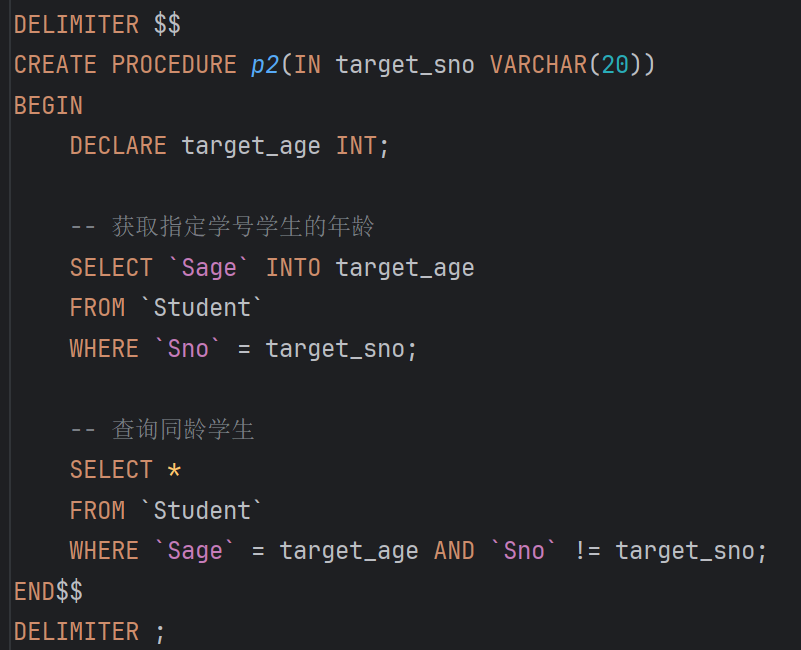 DELIMITER $$
CREATE PROCEDURE p2(IN target_sno VARCHAR(20))
BEGIN
    DECLARE target_age INT;

    -- 获取指定学号学生的年龄
    SELECT `Sage` INTO target_age
    FROM `Student`
    WHERE `Sno` = target_sno;

    -- 查询同龄学生
    SELECT *
    FROM `Student`
    WHERE `Sage` = target_age AND `Sno` != target_sno;
END$$
DELIMITER ;